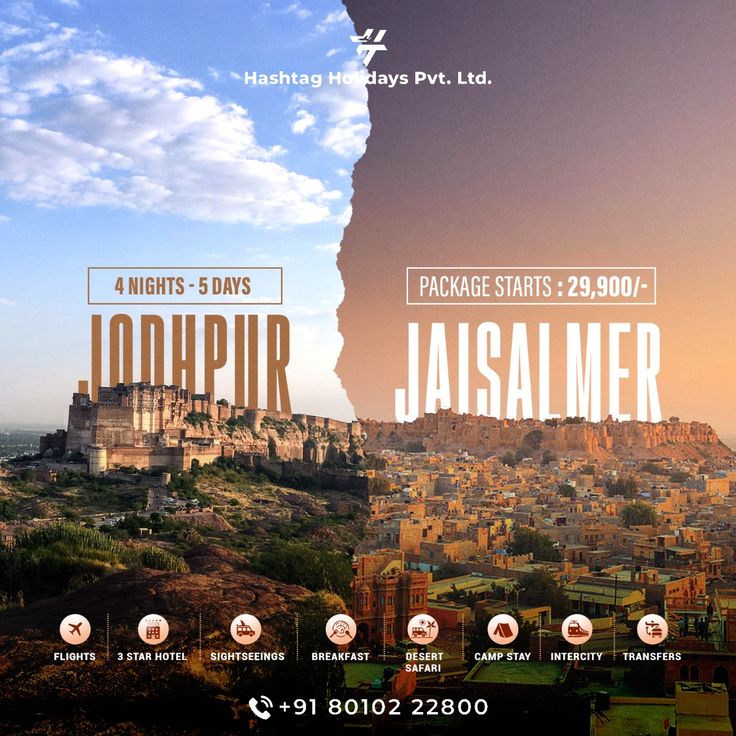 Hashtag Holidays Pvt. Ltd.
4 NIGHTS - 5 DAYS
JODHPUR
PACKAGE STARTS : 29,900/-
JAISALMER
FLIGHTS
3 STAR HOTEL
SIGHTSEEINGS
BREAKFAST
DESERT
SAFARI
CAMP STAY
INTERCITY
TRANSFERS
+91 80102 22800